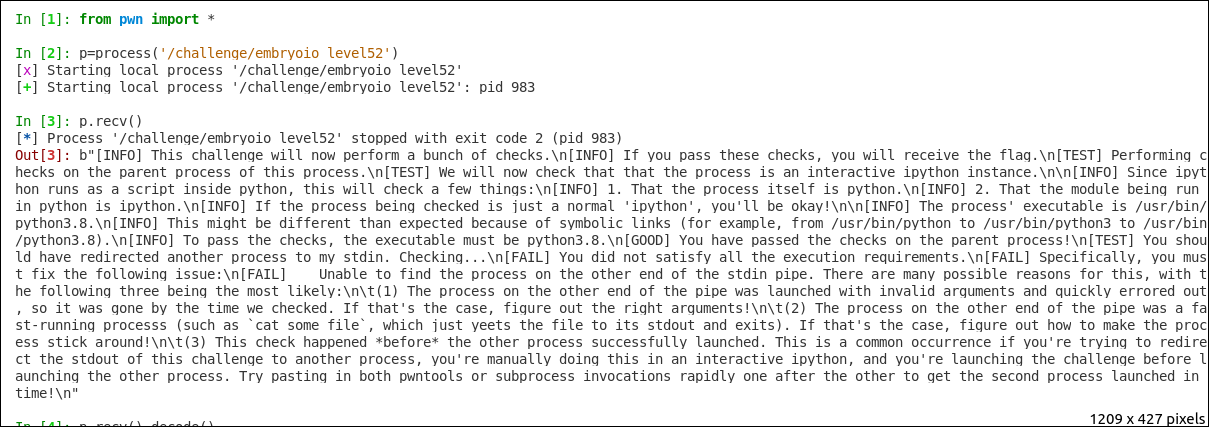 In [1]: from pwn import *
In [2]: p=process('/challenge/embryoio_level52')
[x] Starting local process '/challenge/embryoio_level52'
[+] Starting local process '/challenge/embryoio_level52': pid 983
In [3]: p.recv()
[*] Process '/challenge/embryoio_level52' stopped with exit code 2 (pid 983)
Out[3]: b"[INFO] This challenge will now perform a bunch of checks.\n[INFO] If you pass these checks, you will receive the flag.\n[TEST] Performing c
hecks on the parent process of this process.\n[TEST] We will now check that that the process is an interactive ipython instance.\n\n[INFO] Since ipyt
hon runs as a script inside python, this will check a few things:\n[INFO] 1. That the process itself is python.\n[INFO] 2. That the module being run
in python is ipython.\n[INFO] If the process being checked is just a normal 'ipython', you'll be okay!\n\n[INFO] The process' executable is /usr/bin/
python3.8.\n[INFO] This might be different than expected because of symbolic links (for example, from /usr/bin/python to /usr/bin/python3 to /usr/bin
/python3.8).\n[INFO] To pass the checks, the executable must be python3.8.\n[GOOD] You have passed the checks on the parent process!\n[TEST] You shou
ld have redirected another process to my stdin. Checking...\n[FAIL] You did not satisfy all the execution requirements.\n[FAIL] Specifically, you mus
t fix the following issue:\n[FAIL]    Unable to find the process on the other end of the stdin pipe. There are many possible reasons for this, with t
he following three being the most likely:\n\t(1) The process on the other end of the pipe was launched with invalid arguments and quickly errored out
, so it was gone by the time we checked. If that's the case, figure out the right arguments!\n\t(2) The process on the other end of the pipe was a fa
st-running processs (such as `cat some_file`, which just yeets the file to its stdout and exits). If that's the case, figure out how to make the proc
ess stick around!\n\t(3) This check happened *before* the other process successfully launched. This is a common occurrence if you're trying to redire
ct the stdout of this challenge to another process, you're manually doing this in an interactive ipython, and you're launching the challenge before l
aunching the other process. Try pasting in both pwntools or subprocess invocations rapidly one after the other to get the second process launched in
time!\n"
In [4]: p.recv().decode()
1209 x 427 pixels